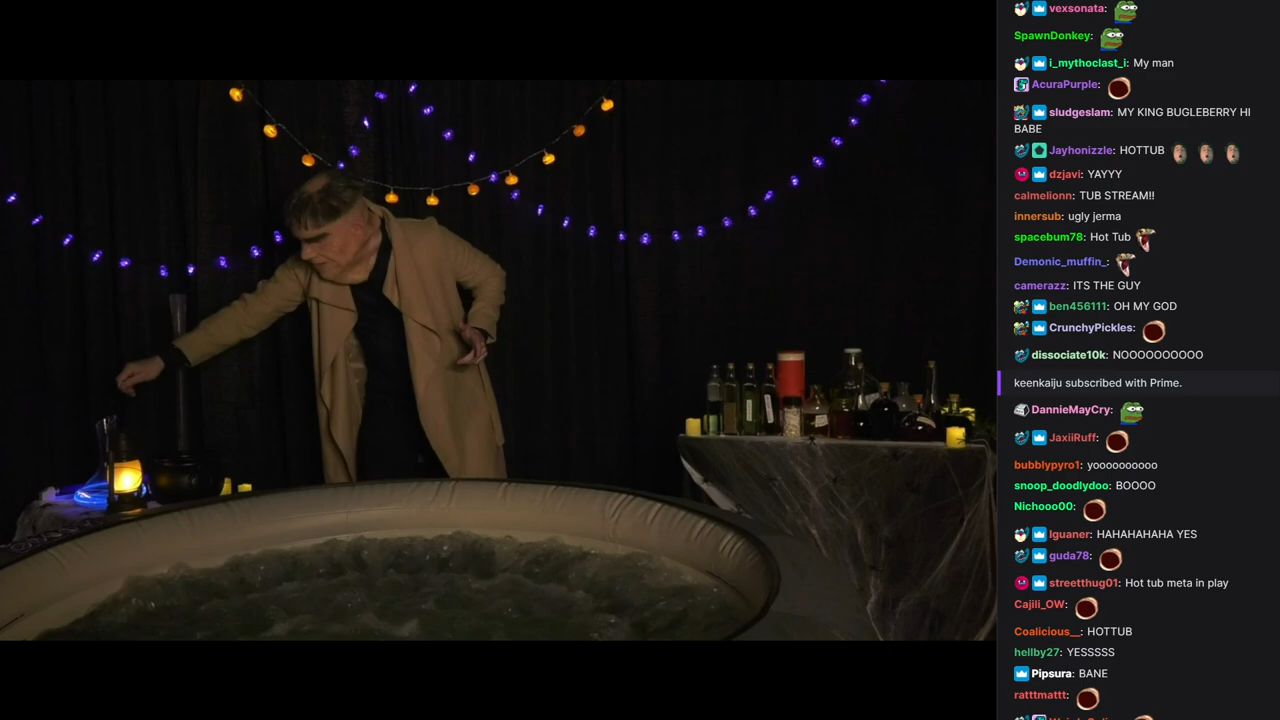 vexsonata:
SpawnDonkey:
i_mythoclast_i: My man
AcuraPurple:
sludgeslam: MY KING BUGLEBERRY HI
BABE
Jayhonizzle: HOTTUB
dzjavi: YAYYY
calmelionn: TUB STREAM!!
innersub: ugly jerma
spacebum78: Hot Tub
Demonic_muffin_:
camerazz: ITS THE GUY
ben456111: OH MY GOD
CrunchyPickles:
dissociate10k: NOOOOOOOOOO
keenkaiju subscribed with Prime.
DannieMayCry:
JaxiiRuff:
bubblypyro1: yoooooooooo
snoop_doodlydoo: BOOOO
Nichooo00:
Iguaner: HAHAHAHAHA YES
guda78:
streetthug01: Hot tub meta in play
Cajili_OW:
Coalicious__: HOTTUB
hellby27: YESSSSS
Pipsura: BANE
ratttmattt: